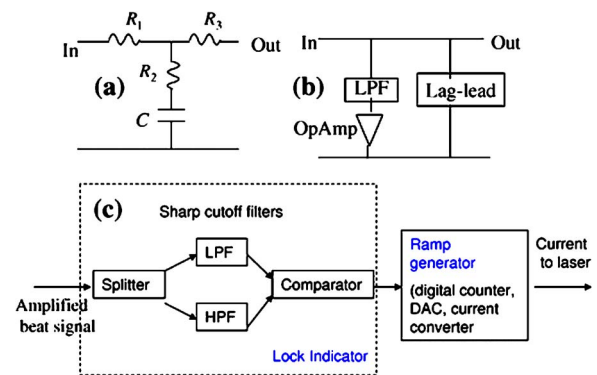 R1
R3
In
Out
(a)
R2
C
In
Out
(b)
LPF
Lag-lead
OpAmp
(c)
Sharp cutoff filters
LPF
Splitter
Comparator
HPF
Amplified
beat signal
Lock Indicator
Ramp
generator
(digital counter,
DAC, current
converter
Current
to laser